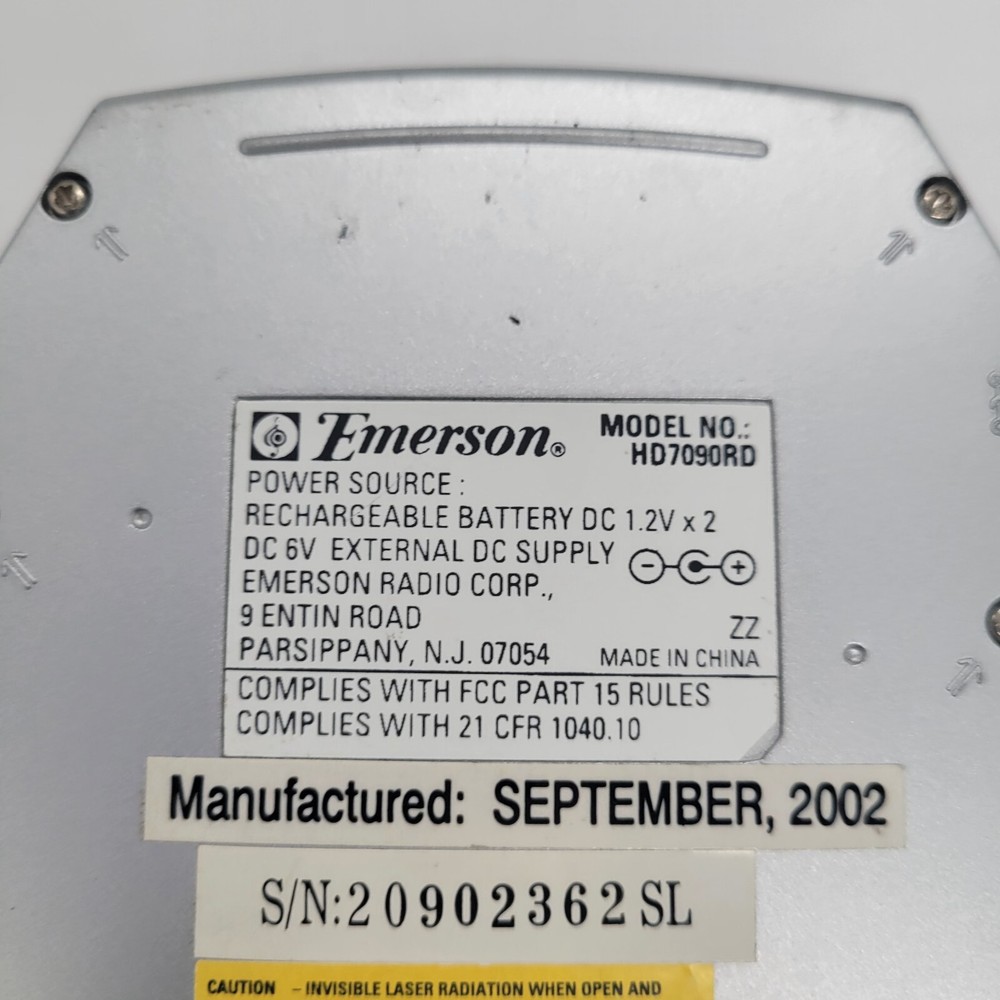 Emerson®
MODEL NO.:
HD7090RD
POWER SOURCE :
RECHARGEABLE BATTERY DC 1.2V x 2
DC 6V EXTERNAL DC SUPPLY
EMERSON RADIO CORP.,
9 ENTIN ROAD
PARSIPPANY, N.J. 07054
ZZ
MADE IN CHINA
COMPLIES WITH FCC PART 15 RULES
COMPLIES WITH 21 CFR 1040.10
Manufactured: SEPTEMBER, 2002
S/N:20902362 SL
CAUTION – INVISIBLE LASER RADIATION WHEN OPEN AND